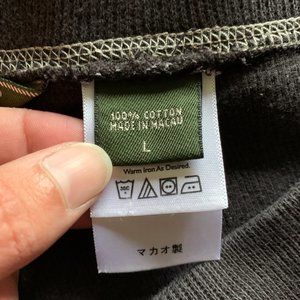 100% COTTON
MADE IN MACAU
L
Warm Iron As Desired.
マカオ製